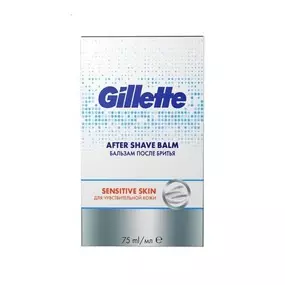 Gillette
AFTER SHAVE BALM
БАЛЬЗАМ ПОСЛЕ БРИТЬЯ
SENSITIVE SKIN
ДЛЯ ЧУВСТВИТЕЛЬНОЙ КОЖИ
75 ml/мл ℮